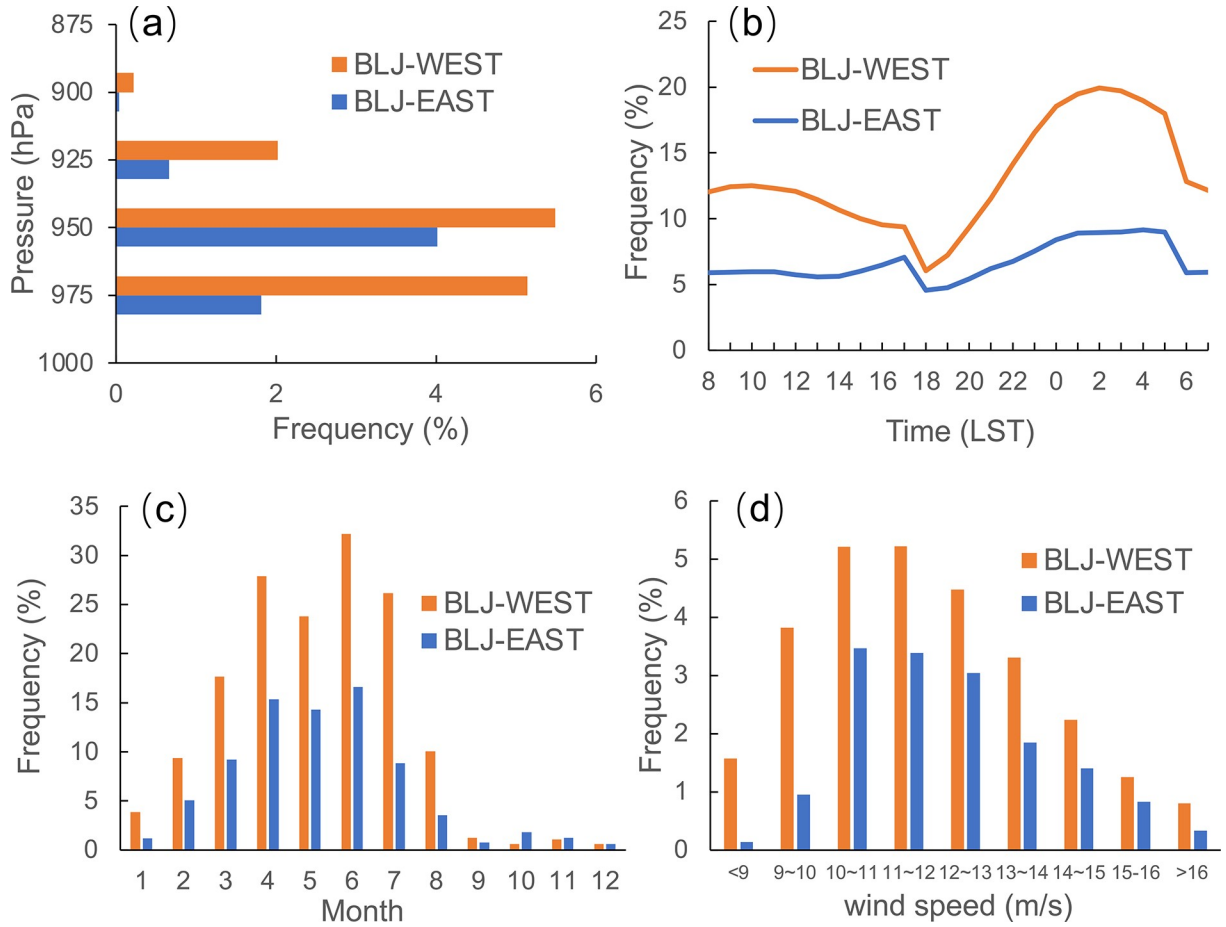 (a)
BLJ-WEST
BLJ-EAST
875
900
925
950
975
1000
Pressure (hPa)
0 2 4 6
Frequency (%)
(b)
BLJ-WEST
BLJ-EAST
25
20
15
10
5
0
Frequency (%)
8 10 12 14 16 18 20 22 0 2 4 6
Time (LST)
(c)
BLJ-WEST
BLJ-EAST
35
30
25
20
15
10
5
0
Frequency (%)
1 2 3 4 5 6 7 8 9 10 11 12
Month
(d)
BLJ-WEST
BLJ-EAST
6
5
4
3
2
1
0
Frequency (%)
<9 9~10 10~11 11~12 12~13 13~14 14~15 15-16 >16
wind speed (m/s)